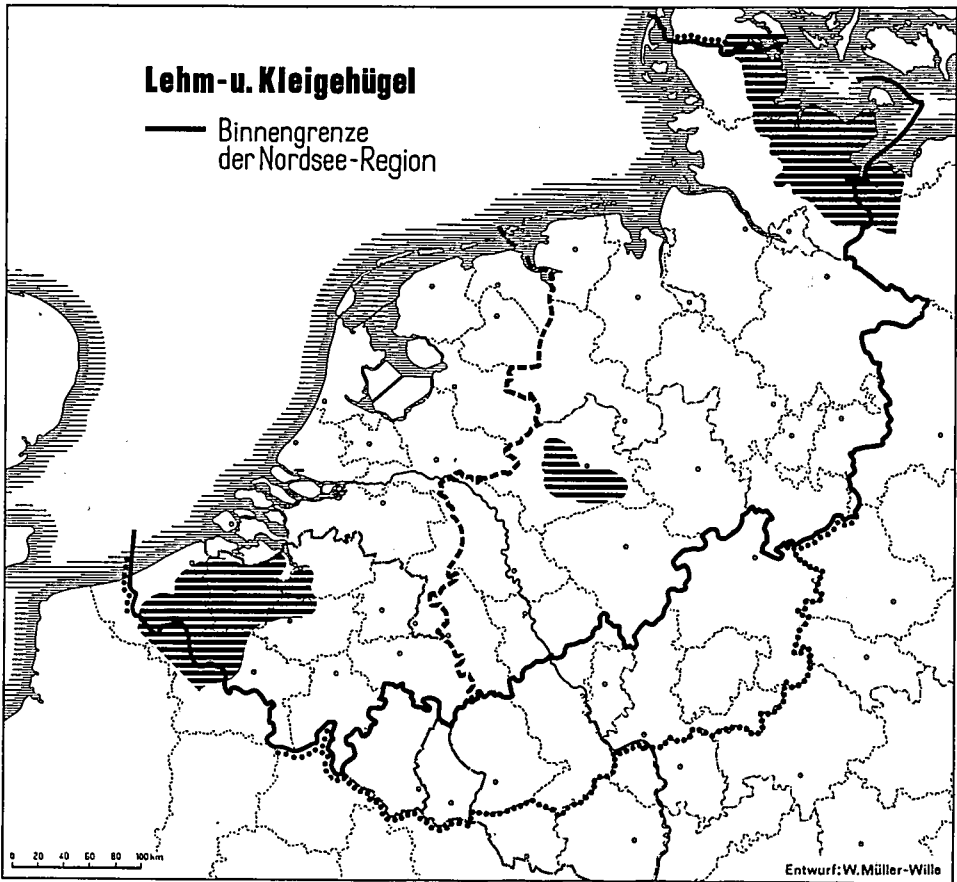 Lehm-u. Kleigehügel
Binnengrenze
der Nordsee-Region
0 20 40 60 80 100km
Entwurf: W. Müller-Wille